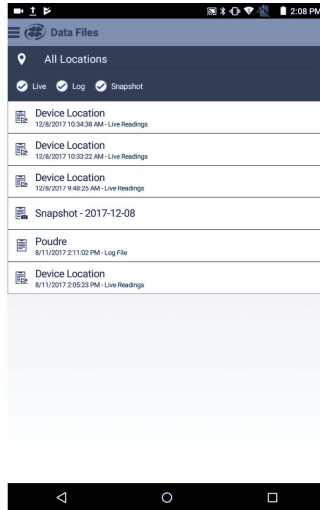 2:08 PM
Data Files
All Locations
Live Log Snapshot
Device Location
12/8/2017 10:34:38 AM - Live Readings
Device Location
12/8/2017 10:33:22 AM - Live Readings
Device Location
12/8/2017 9:48:25 AM - Live Readings
Snapshot - 2017-12-08
Poudre
8/11/2017 2:11:02 PM - Log File
Device Location
8/11/2017 2:05:23 PM - Live Readings